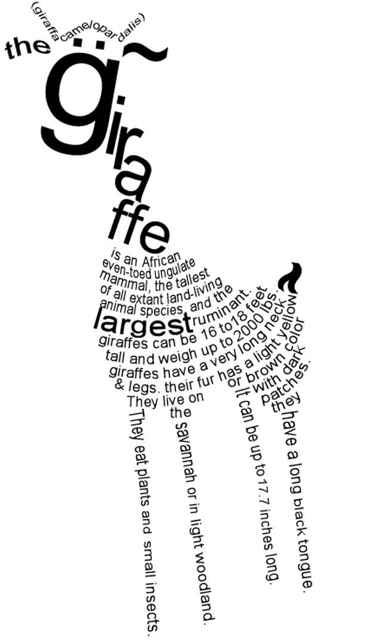 the
(giraffa camelopardalis)
giraffe
is an African
even-toed ungulate
mammal, the tallest
of all extant land-living
animal species, and the
largest ruminant.
giraffes can be 16 to18 feet
tall and weigh up to 2000 lbs.
giraffes have a very long neck
& legs. their fur has a light yellow
or brown color
with dark
patches.
They live on
the savannah or in light woodland.
They eat plants and small insects.
they have a long black tongue.
It can be up to 17.7 inches long.